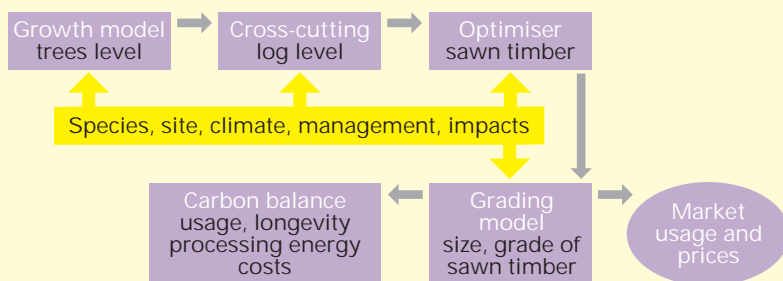 Growth model
trees level
Cross-cutting
log level
Optimiser
sawn timber
Species, site, climate, management, impacts
Carbon balance
usage, longevity
processing energy
costs
Grading
model
size, grade of
sawn timber
Market
usage and
prices